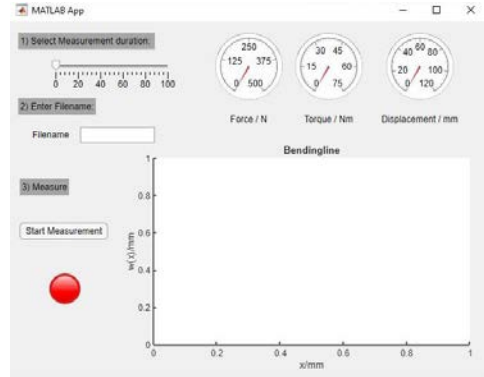 MATLAB App
1) Select Measurement duration:
0 20 40 60 80 100
2) Enter Filename:
Filename
3) Measure
Start Measurement
250
125 375
0 500
Force / N
30 45
15 60
0 75
Torque / Nm
40 60 80
20 100
0 120
Displacement / mm
Bendingline
1
0.8
0.6
0.4
0.2
0
w(x)/mm
0 0.2 0.4 0.6 0.8 1
x/mm